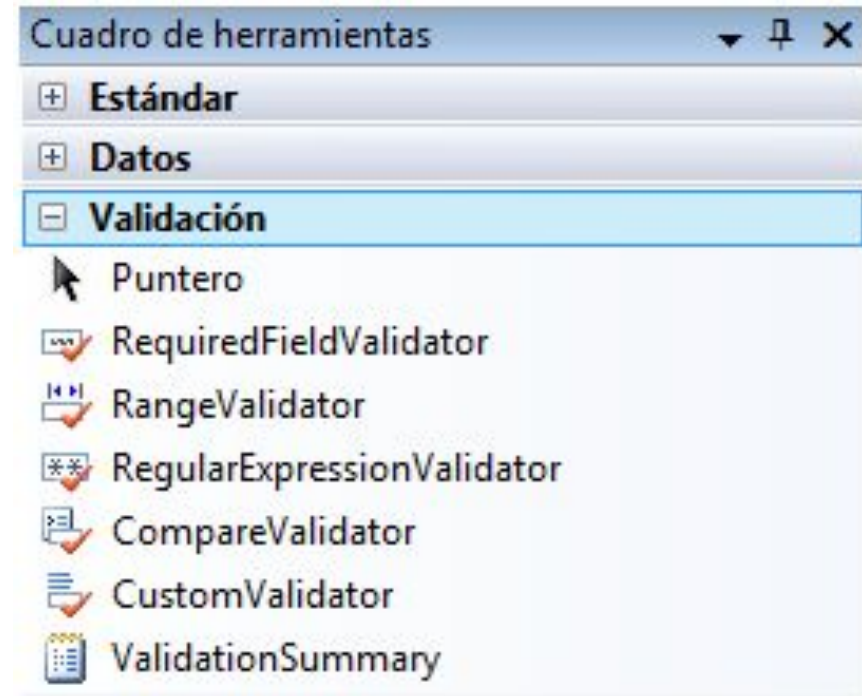 Cuadro de herramientas
Estándar
Datos
Validación
Puntero
RequiredFieldValidator
RangeValidator
RegularExpressionValidator
CompareValidator
CustomValidator
ValidationSummary